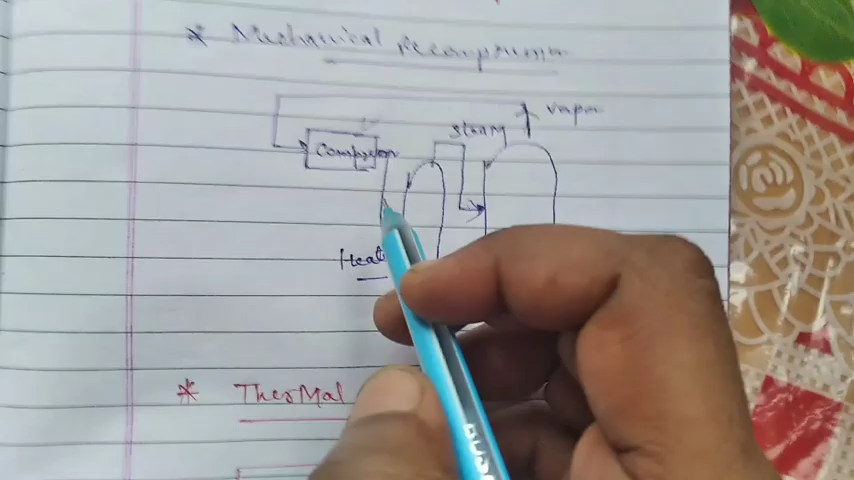 * Mechanical Recompression
vapor
steam
Compressor
Heat
* TherMal